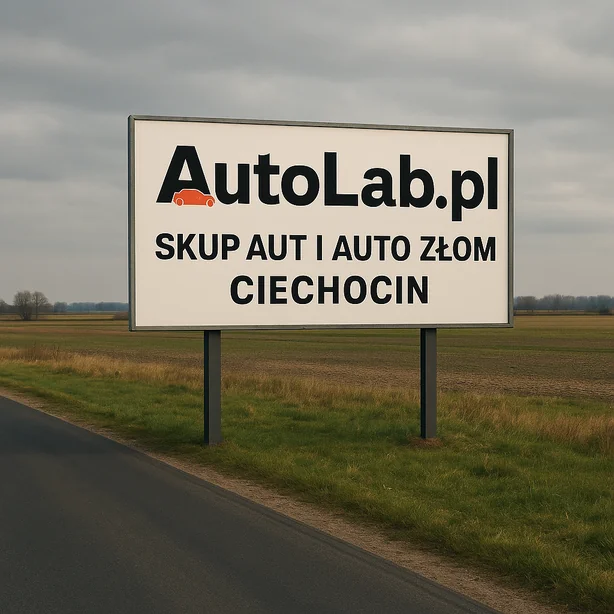 AutoLab.pl
SKUP AUT I AUTO ZŁOM
CIECHOCIN